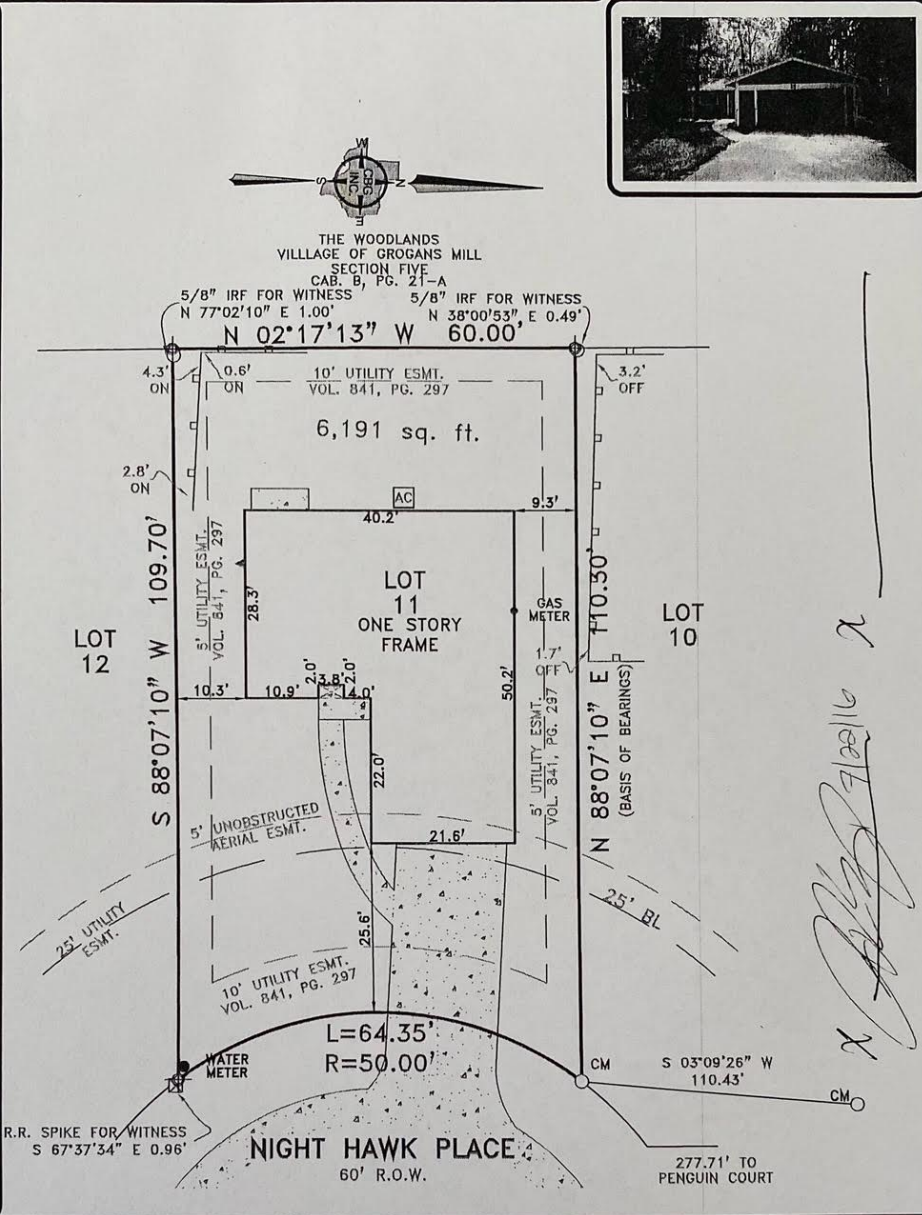 W
S
CBG
INC.
N
E
THE WOODLANDS
VILLLAGE OF GROGANS MILL
SECTION FIVE
CAB. B, PG. 21-A
5/8" IRF FOR WITNESS
N 77°02'10" E 1.00'
5/8" IRF FOR WITNESS
N 38°00'53" E 0.49'
N 02°17'13" W 60.00'
4.3'
ON
0.6'
ON
10' UTILITY ESMT.
VOL. 841, PG. 297
3.2'
OFF
6,191 sq. ft.
2.8'
ON
AC
40.2'
9.3'
S 88°07'10" W 109.70'
5' UTILITY ESMT.
VOL. 841, PG. 297
28.3'
LOT
11
ONE STORY
FRAME
GAS
METER
N 88°07'10" E 110.30'
(BASIS OF BEARINGS)
LOT
12
LOT
10
1.7'
OFF
50.2'
5' UTILITY ESMT.
VOL. 841, PG. 297
10.3'
10.9'
2.0'
3.8'
2.0'
4.0'
22.0'
5' UNOBSTRUCTED
AERIAL ESMT.
21.6'
25' UTILITY
ESMT.
25' BL
25.6'
10' UTILITY ESMT.
VOL. 841, PG. 297
L=64.35'
R=50.00'
WATER
METER
CM
S 03°09'26" W
110.43'
CM
R.R. SPIKE FOR WITNESS
S 67°37'34" E 0.96'
NIGHT HAWK PLACE
60' R.O.W.
277.71' TO
PENGUIN COURT
X
X